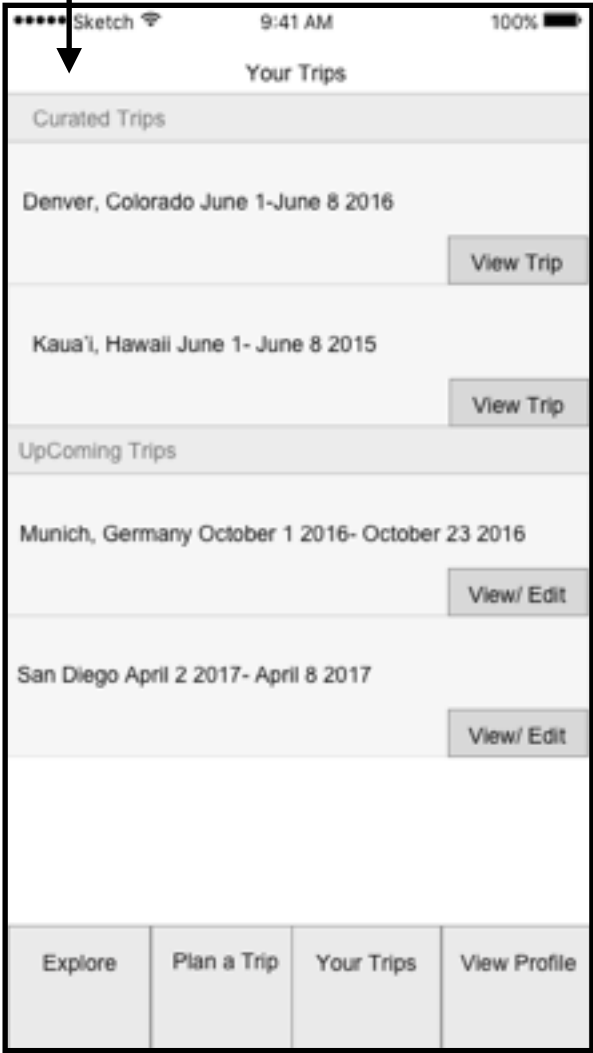 Sketch 9:41 AM 100%
Your Trips
Curated Trips
Denver, Colorado June 1-June 8 2016
View Trip
Kaua`i, Hawaii June 1- June 8 2015
View Trip
UpComing Trips
Munich, Germany October 1 2016- October 23 2016
View/ Edit
San Diego April 2 2017- April 8 2017
View/ Edit
Explore Plan a Trip Your Trips View Profile